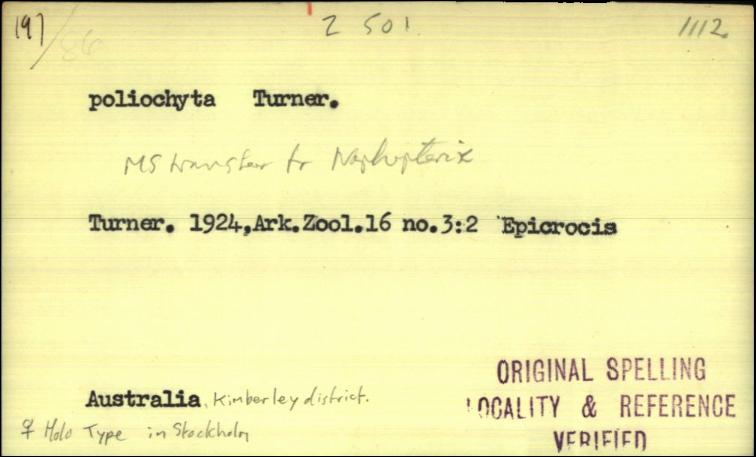 197/86 Z 501. 1112
poliochyta Turner.
MS transfer to Nephopterix
Turner. 1924,Ark.Zool.16 no.3:2 Epicrocis
Australia, Kimberley district.
♀ Holo Type in Stockholm
ORIGINAL SPELLING
LOCALITY & REFERENCE
VERIFIED